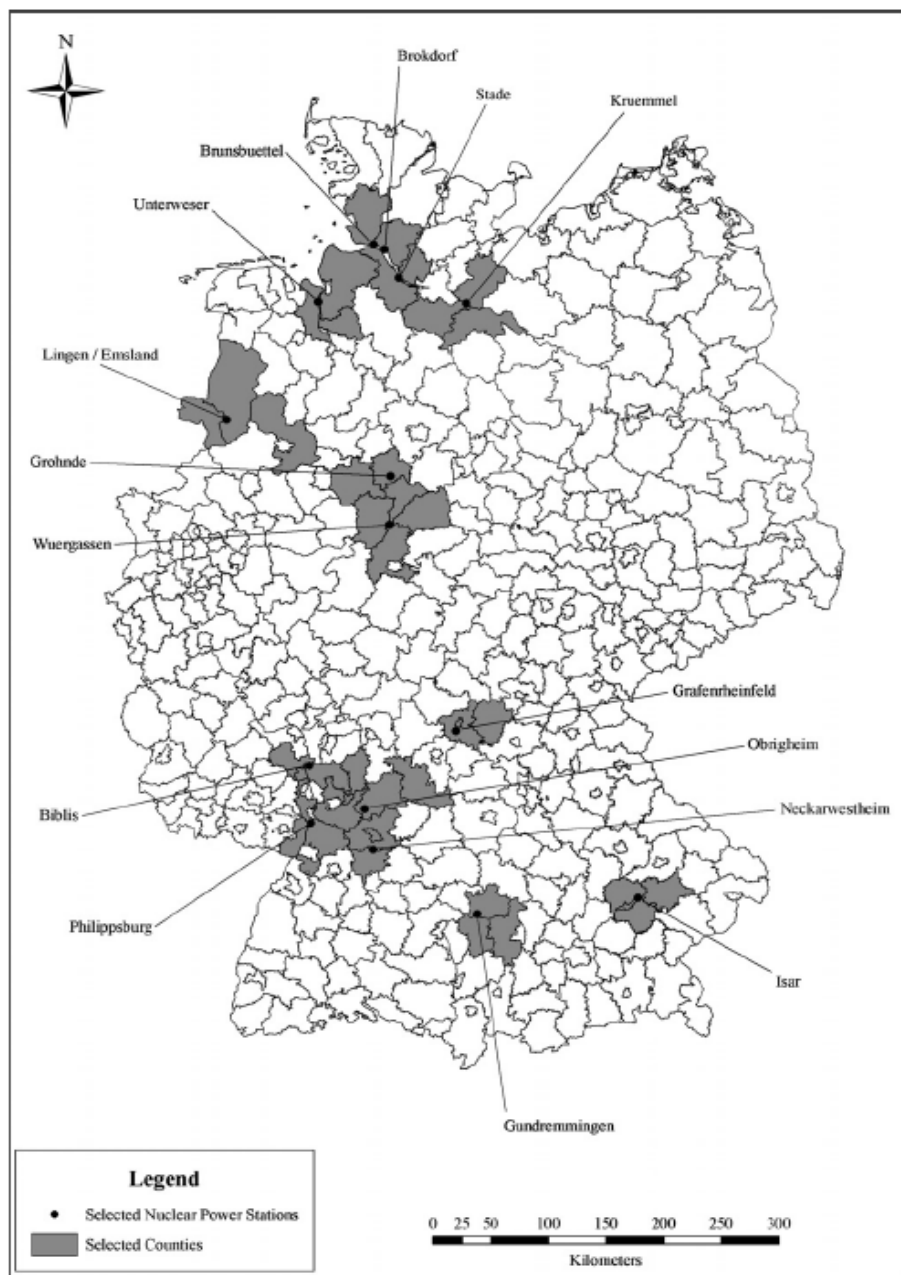 N
Brokdorf
Stade
Kruemmel
Brunsbuettel
Unterweser
Lingen / Emsland
Grohnde
Wuergassen
Grafenrheinfeld
Obrigheim
Biblis
Neckarwestheim
Philippsburg
Isar
Gundremmingen
Legend
Selected Nuclear Power Stations
Selected Counties
0 25 50 100 150 200 250 300
Kilometers